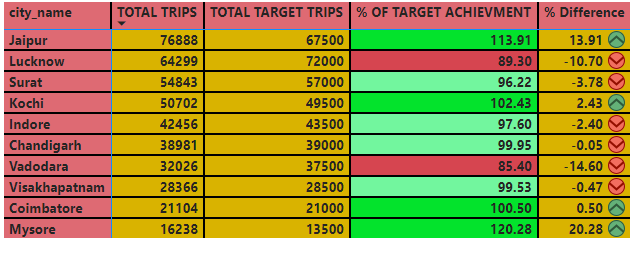 city_name TOTAL TRIPS TOTAL TARGET TRIPS % OF TARGET ACHIEVMENT % Difference
Jaipur 76888 67500 113.91 13.91
Lucknow 64299 72000 89.30 -10.70
Surat 54843 57000 96.22 -3.78
Kochi 50702 49500 102.43 2.43
Indore 42456 43500 97.60 -2.40
Chandigarh 38981 39000 99.95 -0.05
Vadodara 32026 37500 85.40 -14.60
Visakhapatnam 28366 28500 99.53 -0.47
Coimbatore 21104 21000 100.50 0.50
Mysore 16238 13500 120.28 20.28